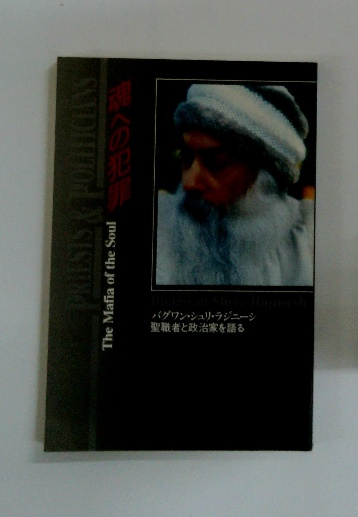 PRIESTS & POLITICIANS
魂への犯罪
The Mafia of the Soul
Bhagwan Shree Rajneesh
バグワン・シュリ・ラジニーシ
聖職者と政治家を語る